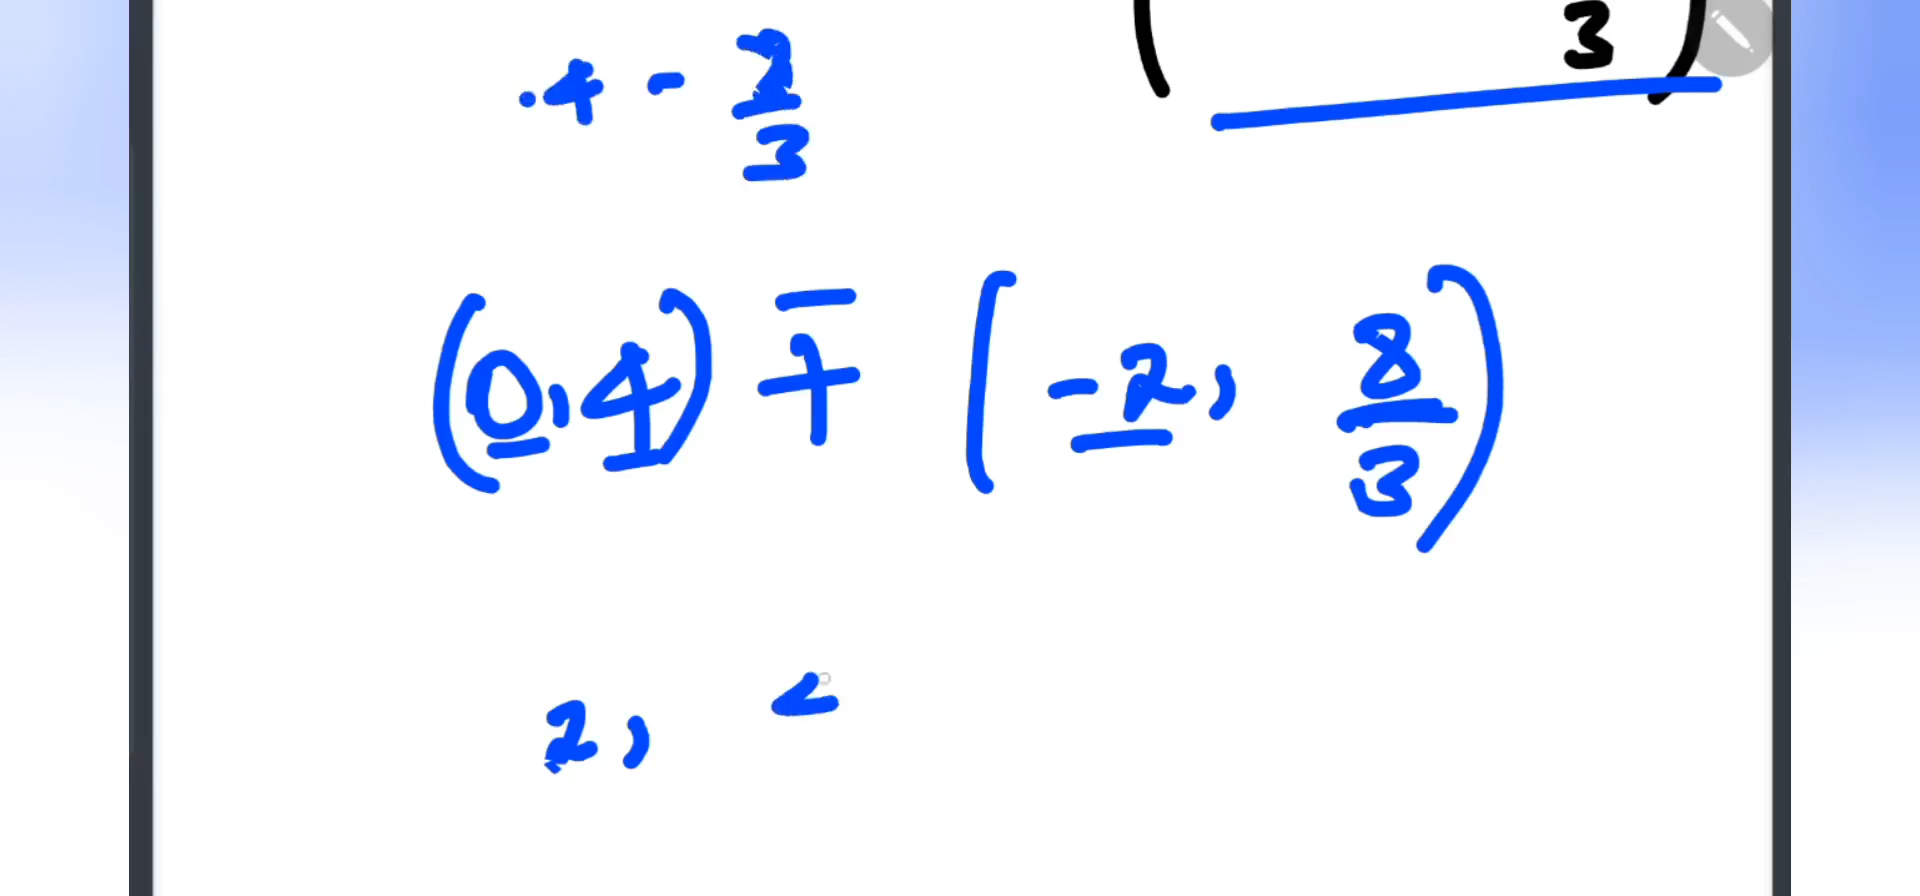 3 )
.4 - 2/3
(0,4) ∓ (-2, 8/3)
2,